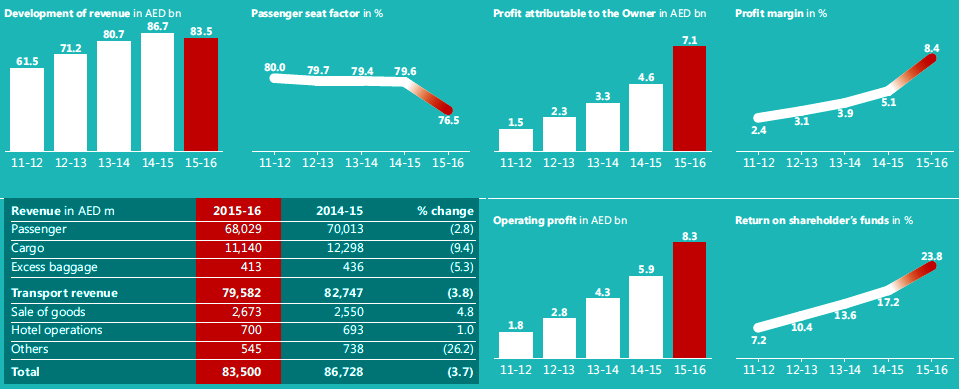 Development of revenue in AED bn
61.5
71.2
80.7
86.7
83.5
11-12 12-13 13-14 14-15 15-16
Passenger seat factor in %
80.0
79.7
79.4
79.6
76.5
11-12 12-13 13-14 14-15 15-16
Profit attributable to the Owner in AED bn
1.5
2.3
3.3
4.6
7.1
11-12 12-13 13-14 14-15 15-16
Profit margin in %
2.4
3.1
3.9
5.1
8.4
11-12 12-13 13-14 14-15 15-16
Revenue in AED m 2015-16 2014-15 % change
Passenger 68,029 70,013 (2.8)
Cargo 11,140 12,298 (9.4)
Excess baggage 413 436 (5.3)
Transport revenue 79,582 82,747 (3.8)
Sale of goods 2,673 2,550 4.8
Hotel operations 700 693 1.0
Others 545 738 (26.2)
Total 83,500 86,728 (3.7)
Operating profit in AED bn
1.8
2.8
4.3
5.9
8.3
11-12 12-13 13-14 14-15 15-16
Return on shareholder's funds in %
7.2
10.4
13.6
17.2
23.8
11-12 12-13 13-14 14-15 15-16